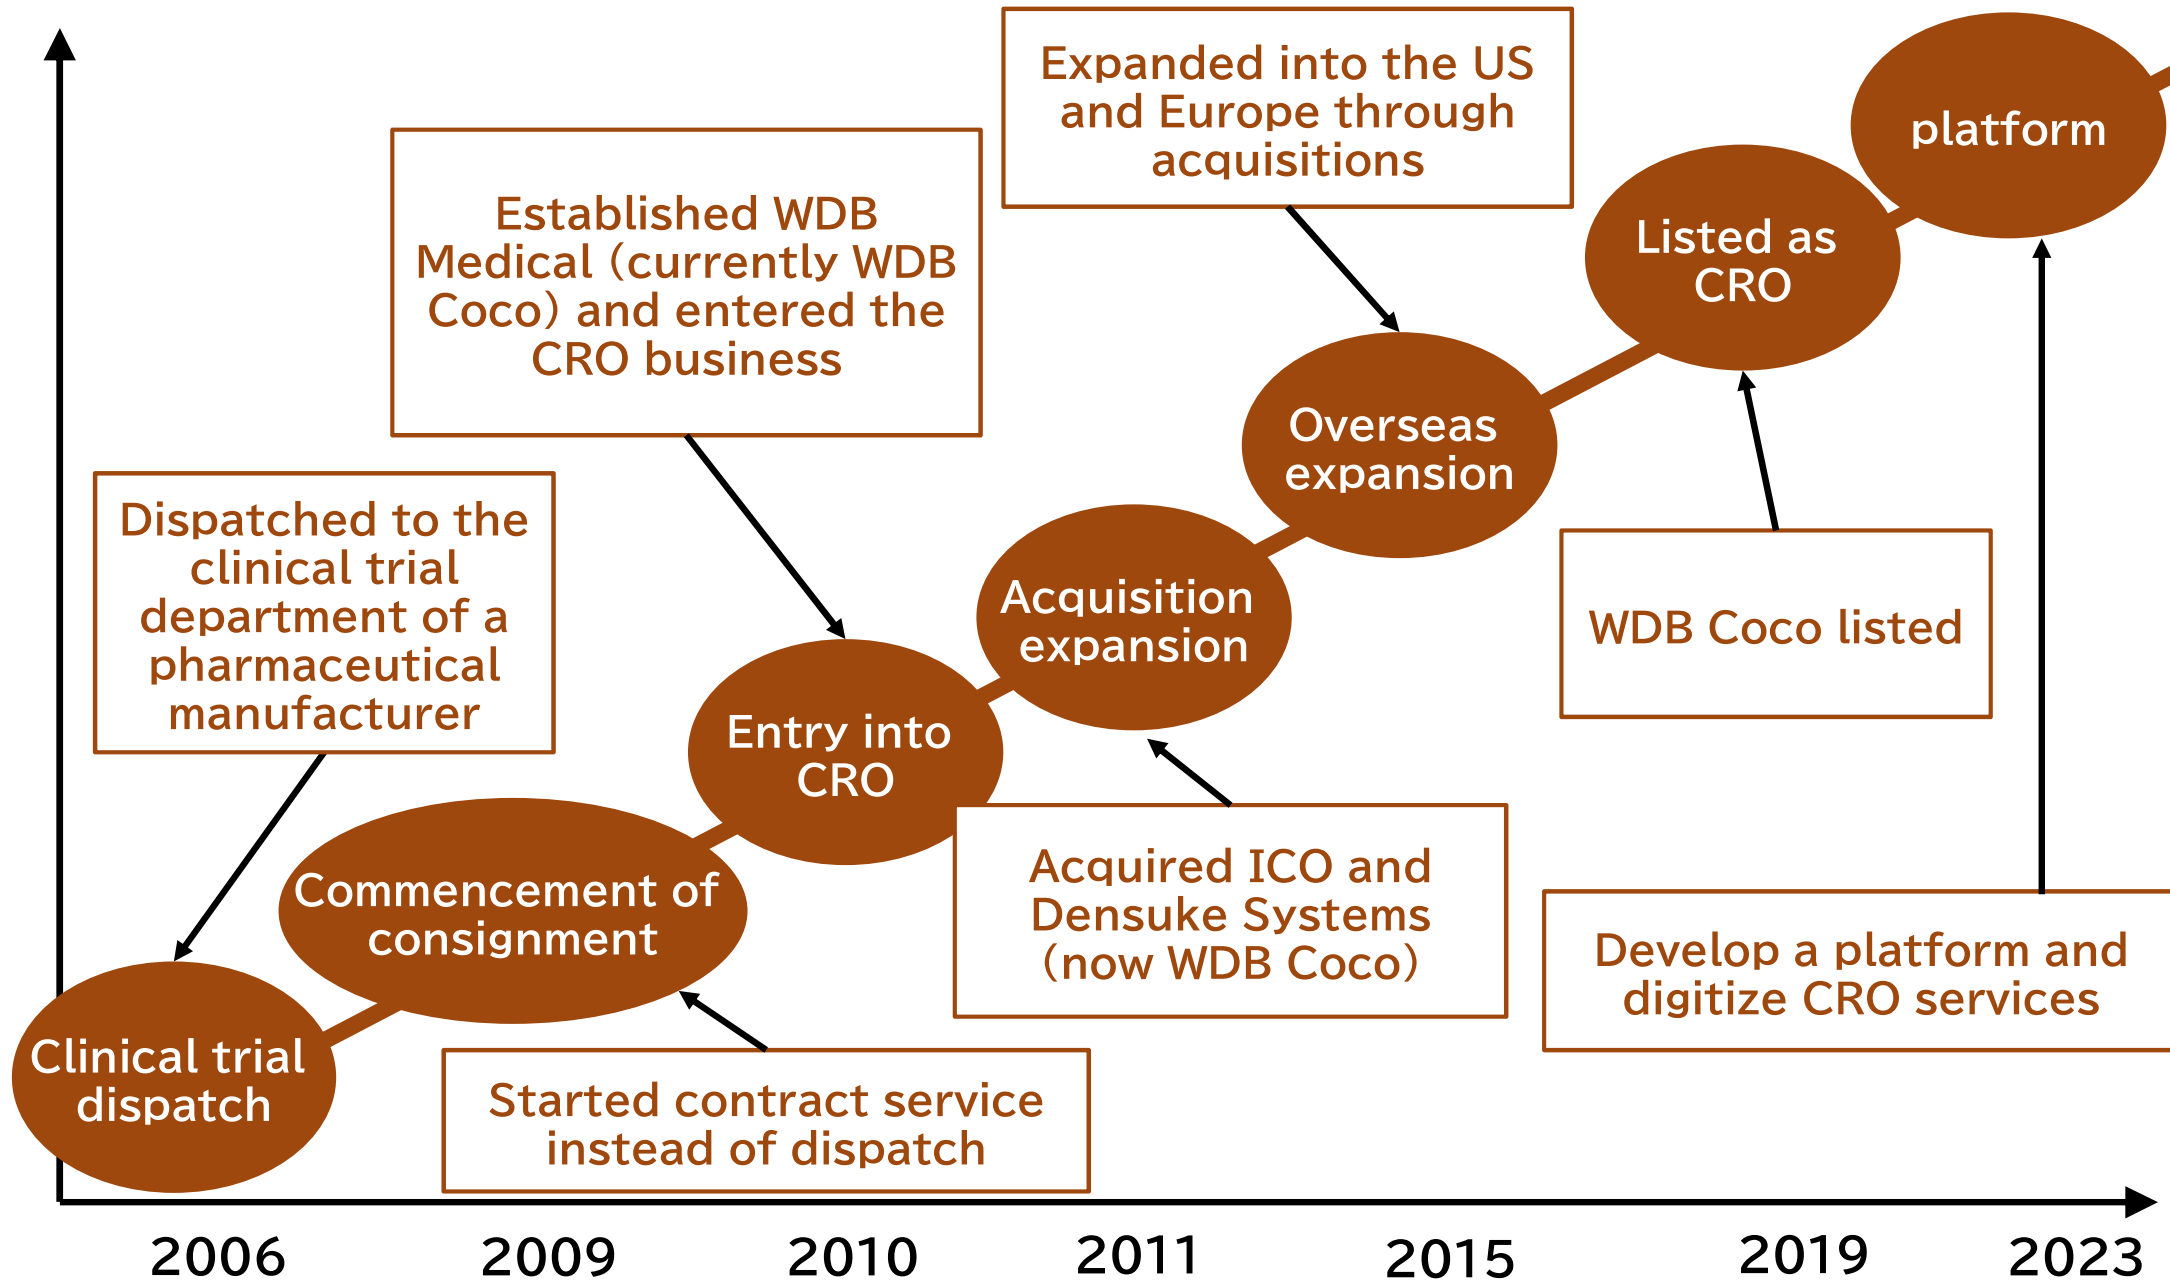 Expanded into the US
and Europe through
acquisitions
platform
Established WDB
Medical (currently WDB
Coco) and entered the
CRO business
Listed as
CRO
Overseas
expansion
Dispatched to the
clinical trial
department of a
pharmaceutical
manufacturer
Acquisition
expansion
WDB Coco listed
Entry into
CRO
Commencement of
consignment
Acquired ICO and
Densuke Systems
(now WDB Coco)
Develop a platform and
digitize CRO services
Clinical trial
dispatch
Started contract service
instead of dispatch
2006 2009 2010 2011 2015 2019 2023